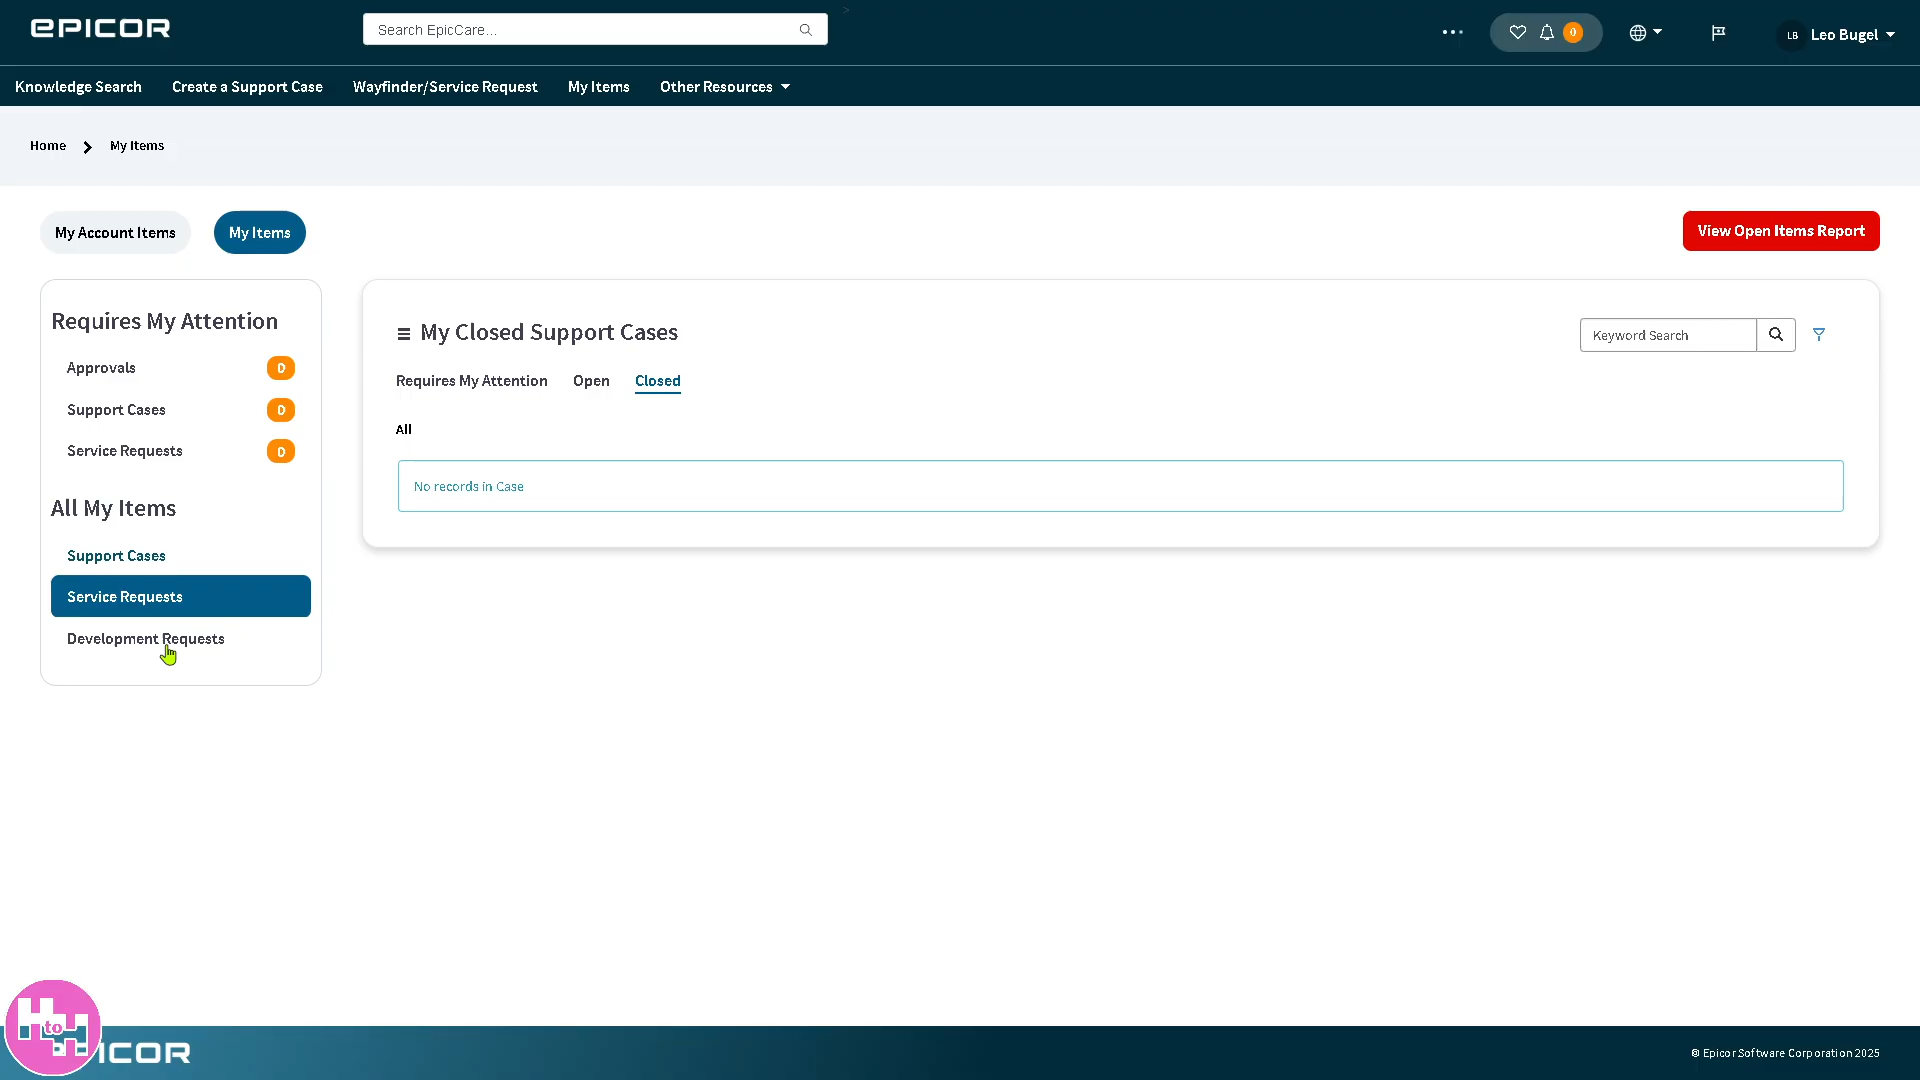 EPICOR
Search EpicCare...
0
LB
Leo Bugel
Knowledge Search
Create a Support Case
Wayfinder/Service Request
My Items
Other Resources
Home
My Items
My Account Items
My Items
View Open Items Report
Requires My Attention
Approvals 0
Support Cases 0
Service Requests 0
All My Items
Support Cases
Service Requests
Development Requests
My Closed Support Cases
Keyword Search
Requires My Attention
Open
Closed
All
No records in Case
H to H
ICOR
© Epicor Software Corporation 2025